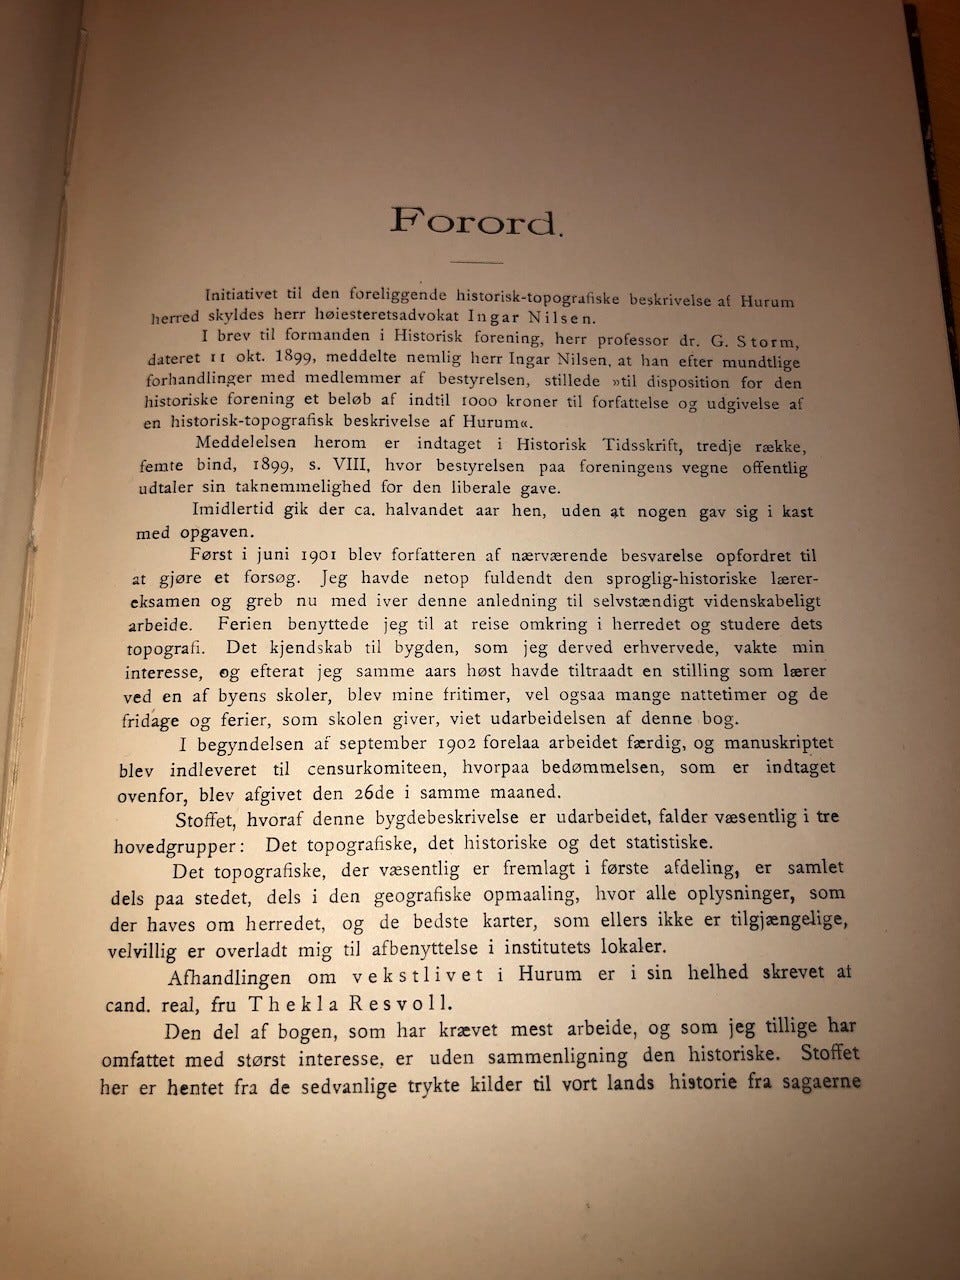 Forord.
Initiativet til den foreliggende historisk-topografiske beskrivelse af Hurum
herred skyldes herr høiesteretsadvokat Ingar Nilsen.
I brev til formanden i Historisk forening, herr professor dr. G. Storm,
dateret 11 okt. 1899, meddelte nemlig herr Ingar Nilsen, at han efter mundtlige
forhandlinger med medlemmer af bestyrelsen, stillede »til disposition for den
historiske forening et beløb af indtil 1000 kroner til forfattelse og udgivelse af
en historisk-topografisk beskrivelse af Hurum«.
Meddelelsen herom er indtaget i Historisk Tidsskrift, tredje række,
femte bind, 1899, s. VIII, hvor bestyrelsen paa foreningens vegne offentlig
udtaler sin taknemmelighed for den liberale gave.
Imidlertid gik der ca. halvandet aar hen, uden at nogen gav sig i kast
med opgaven.
Først i juni 1901 blev forfatteren af nærværende besvarelse opfordret til
at gjøre et forsøg. Jeg havde netop fuldendt den sproglig-historiske lærer-
eksamen og greb nu med iver denne anledning til selvstændigt videnskabeligt
arbeide. Ferien benyttede jeg til at reise omkring i herredet og studere dets
topografi. Det kjendskab til bygden, som jeg derved erhvervede, vakte min
interesse, og efterat jeg samme aars høst havde tiltraadt en stilling som lærer
ved en af byens skoler, blev mine fritimer, vel ogsaa mange nattetimer og de
fridage og ferier, som skolen giver, viet udarbeidelsen af denne bog.
I begyndelsen af september 1902 forelaa arbeidet færdig, og manuskriptet
blev indleveret til censurkomiteen, hvorpaa bedømmelsen, som er indtaget
ovenfor, blev afgivet den 26de i samme maaned.
Stoffet, hvoraf denne bygdebeskrivelse er udarbeidet, falder væsentlig i tre
hovedgrupper: Det topografiske, det historiske og det statistiske.
Det topografiske, der væsentlig er fremlagt i første afdeling, er samlet
dels paa stedet, dels i den geografiske opmaaling, hvor alle oplysninger, som
der haves om herredet, og de bedste karter, som ellers ikke er tilgjængelige,
velvillig er overladt mig til afbenyttelse i institutets lokaler.
Afhandlingen om vekstlivet i Hurum er i sin helhed skrevet af
cand. real, fru Thekla Resvoll.
Den del af bogen, som har krævet mest arbeide, og som jeg tillige har
omfattet med størst interesse, er uden sammenligning den historiske. Stoffet
her er hentet fra de sedvanlige trykte kilder til vort lands historie fra sagaerne